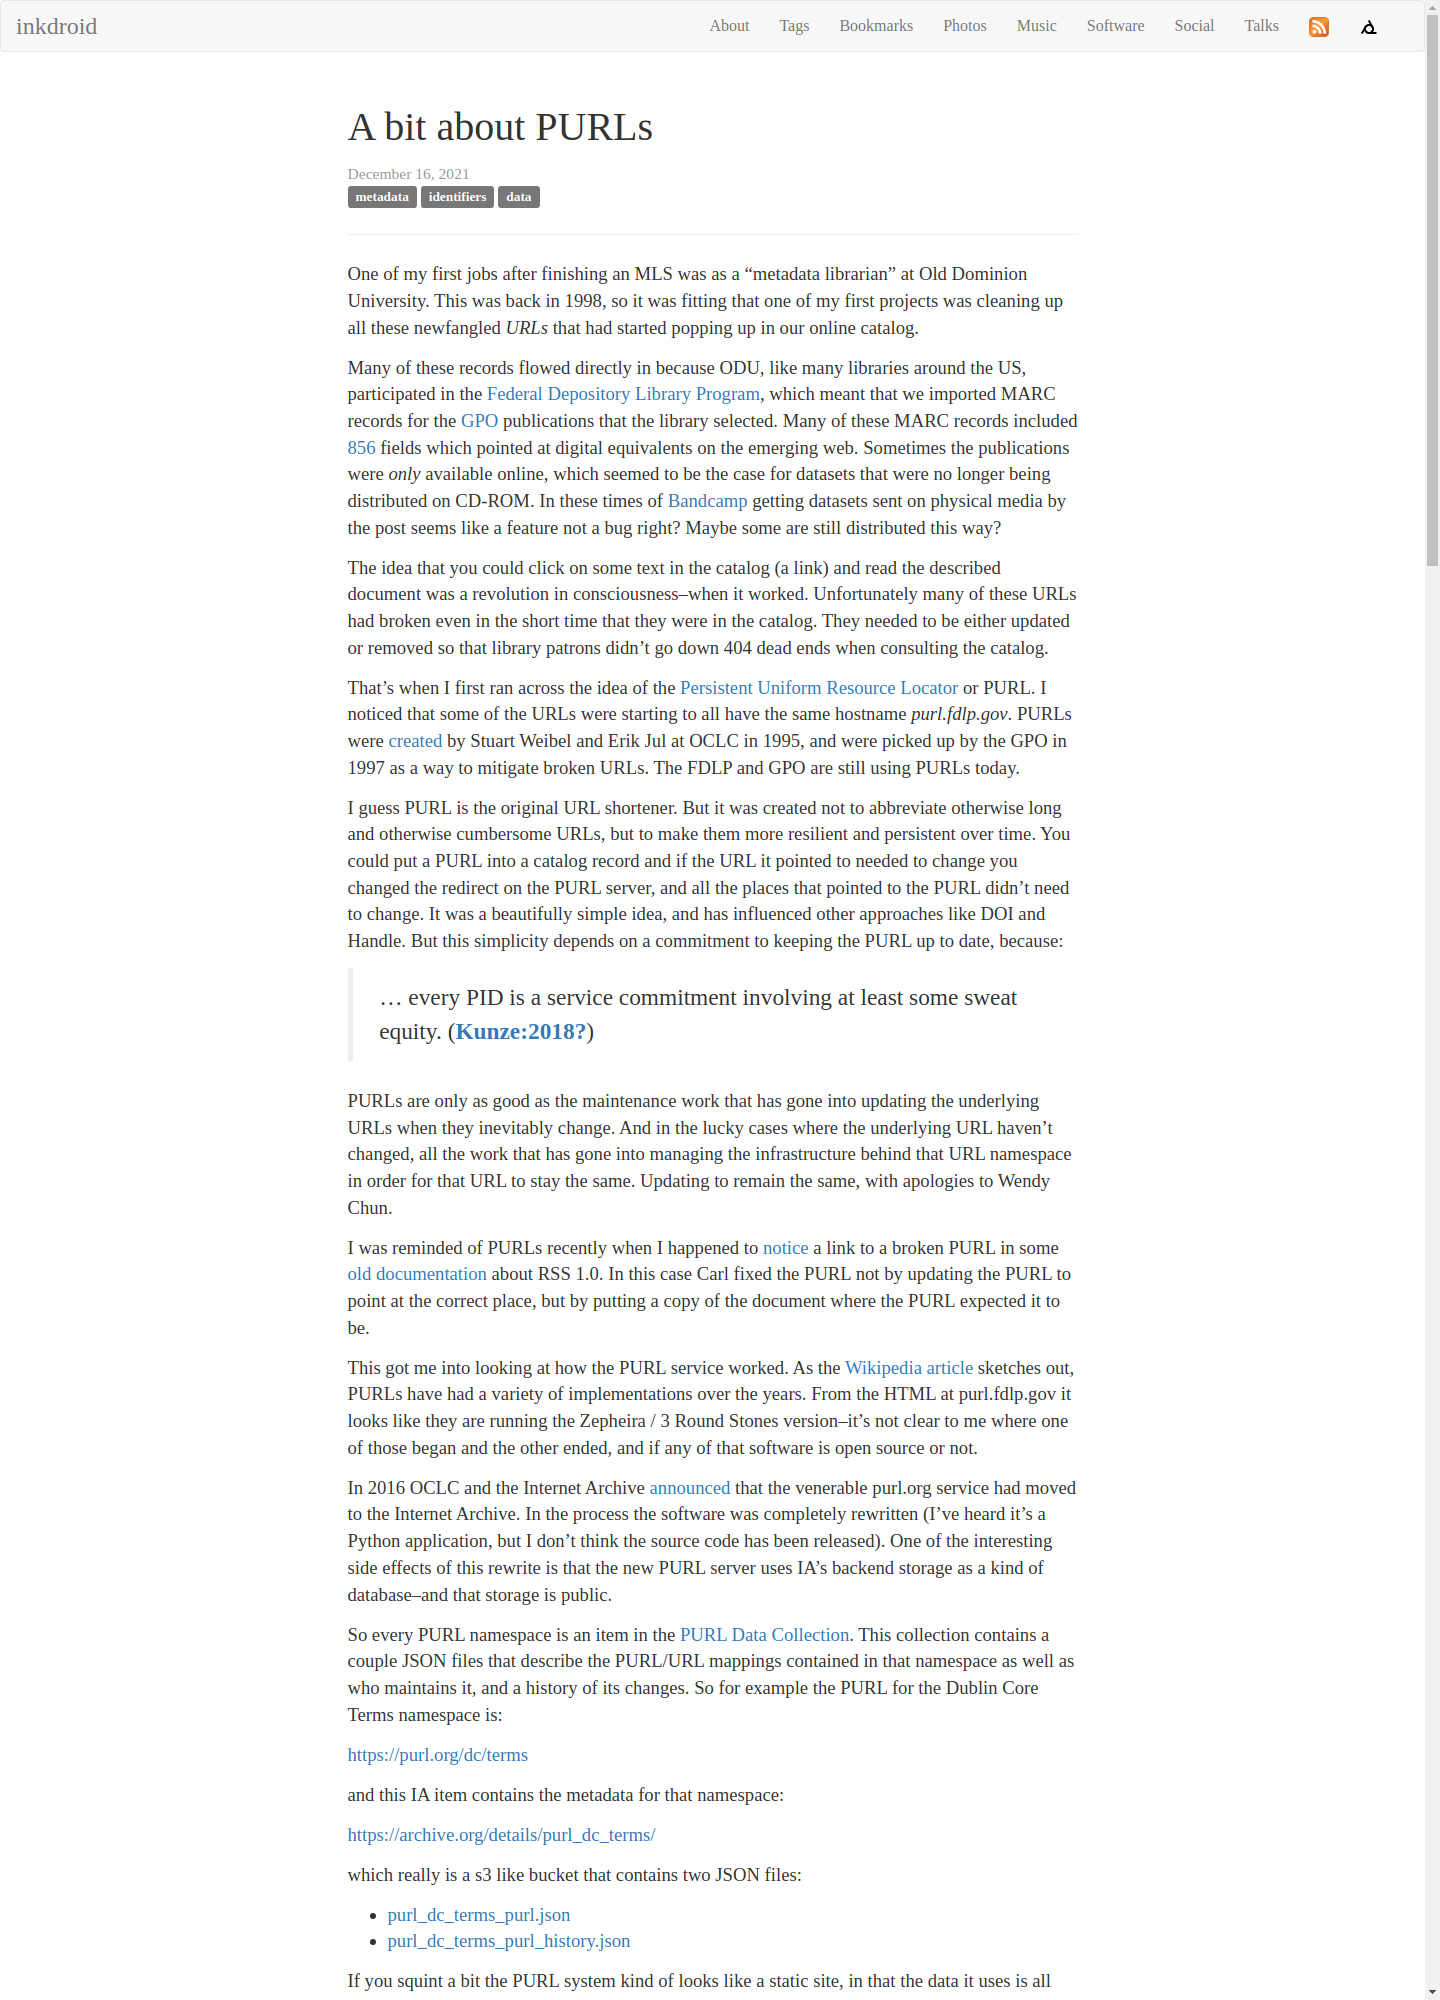 inkdroid
About Tags Bookmarks Photos Music Software Social Talks
A bit about PURLs
December 16, 2021
metadata identifiers data
One of my first jobs after finishing an MLS was as a “metadata librarian” at Old Dominion
University. This was back in 1998, so it was fitting that one of my first projects was cleaning up
all these newfangled URLs that had started popping up in our online catalog.
Many of these records flowed directly in because ODU, like many libraries around the US,
participated in the Federal Depository Library Program, which meant that we imported MARC
records for the GPO publications that the library selected. Many of these MARC records included
856 fields which pointed at digital equivalents on the emerging web. Sometimes the publications
were only available online, which seemed to be the case for datasets that were no longer being
distributed on CD-ROM. In these times of Bandcamp getting datasets sent on physical media by
the post seems like a feature not a bug right? Maybe some are still distributed this way?
The idea that you could click on some text in the catalog (a link) and read the described
document was a revolution in consciousness–when it worked. Unfortunately many of these URLs
had broken even in the short time that they were in the catalog. They needed to be either updated
or removed so that library patrons didn’t go down 404 dead ends when consulting the catalog.
That’s when I first ran across the idea of the Persistent Uniform Resource Locator or PURL. I
noticed that some of the URLs were starting to all have the same hostname purl.fdlp.gov. PURLs
were created by Stuart Weibel and Erik Jul at OCLC in 1995, and were picked up by the GPO in
1997 as a way to mitigate broken URLs. The FDLP and GPO are still using PURLs today.
I guess PURL is the original URL shortener. But it was created not to abbreviate otherwise long
and otherwise cumbersome URLs, but to make them more resilient and persistent over time. You
could put a PURL into a catalog record and if the URL it pointed to needed to change you
changed the redirect on the PURL server, and all the places that pointed to the PURL didn’t need
to change. It was a beautifully simple idea, and has influenced other approaches like DOI and
Handle. But this simplicity depends on a commitment to keeping the PURL up to date, because:
… every PID is a service commitment involving at least some sweat
equity. (Kunze:2018?)
PURLs are only as good as the maintenance work that has gone into updating the underlying
URLs when they inevitably change. And in the lucky cases where the underlying URL haven’t
changed, all the work that has gone into managing the infrastructure behind that URL namespace
in order for that URL to stay the same. Updating to remain the same, with apologies to Wendy
Chun.
I was reminded of PURLs recently when I happened to notice a link to a broken PURL in some
old documentation about RSS 1.0. In this case Carl fixed the PURL not by updating the PURL to
point at the correct place, but by putting a copy of the document where the PURL expected it to
be.
This got me into looking at how the PURL service worked. As the Wikipedia article sketches out,
PURLs have had a variety of implementations over the years. From the HTML at purl.fdlp.gov it
looks like they are running the Zepheira / 3 Round Stones version–it’s not clear to me where one
of those began and the other ended, and if any of that software is open source or not.
In 2016 OCLC and the Internet Archive announced that the venerable purl.org service had moved
to the Internet Archive. In the process the software was completely rewritten (I’ve heard it’s a
Python application, but I don’t think the source code has been released). One of the interesting
side effects of this rewrite is that the new PURL server uses IA’s backend storage as a kind of
database–and that storage is public.
So every PURL namespace is an item in the PURL Data Collection. This collection contains a
couple JSON files that describe the PURL/URL mappings contained in that namespace as well as
who maintains it, and a history of its changes. So for example the PURL for the Dublin Core
Terms namespace is:
https://purl.org/dc/terms
and this IA item contains the metadata for that namespace:
https://archive.org/details/purl_dc_terms/
which really is a s3 like bucket that contains two JSON files:
• purl_dc_terms_purl.json
• purl_dc_terms_purl_history.json
If you squint a bit the PURL system kind of looks like a static site, in that the data it uses is all